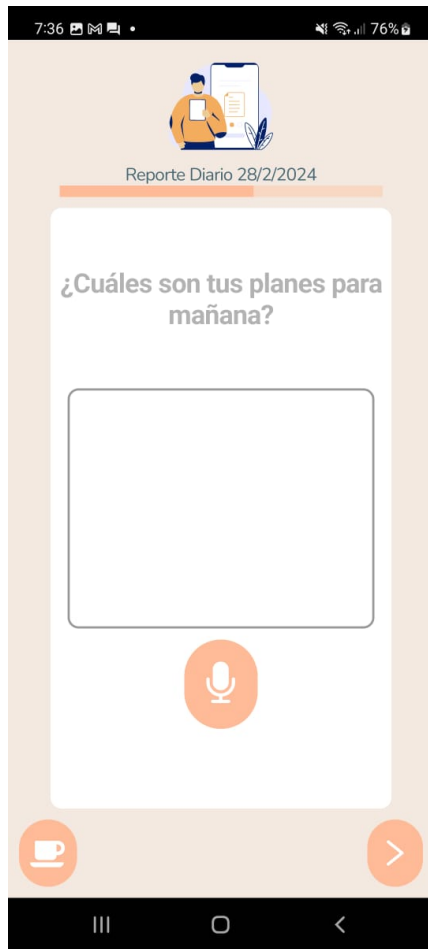 7:36
76%
Reporte Diario 28/2/2024
¿Cuáles son tus planes para
mañana?